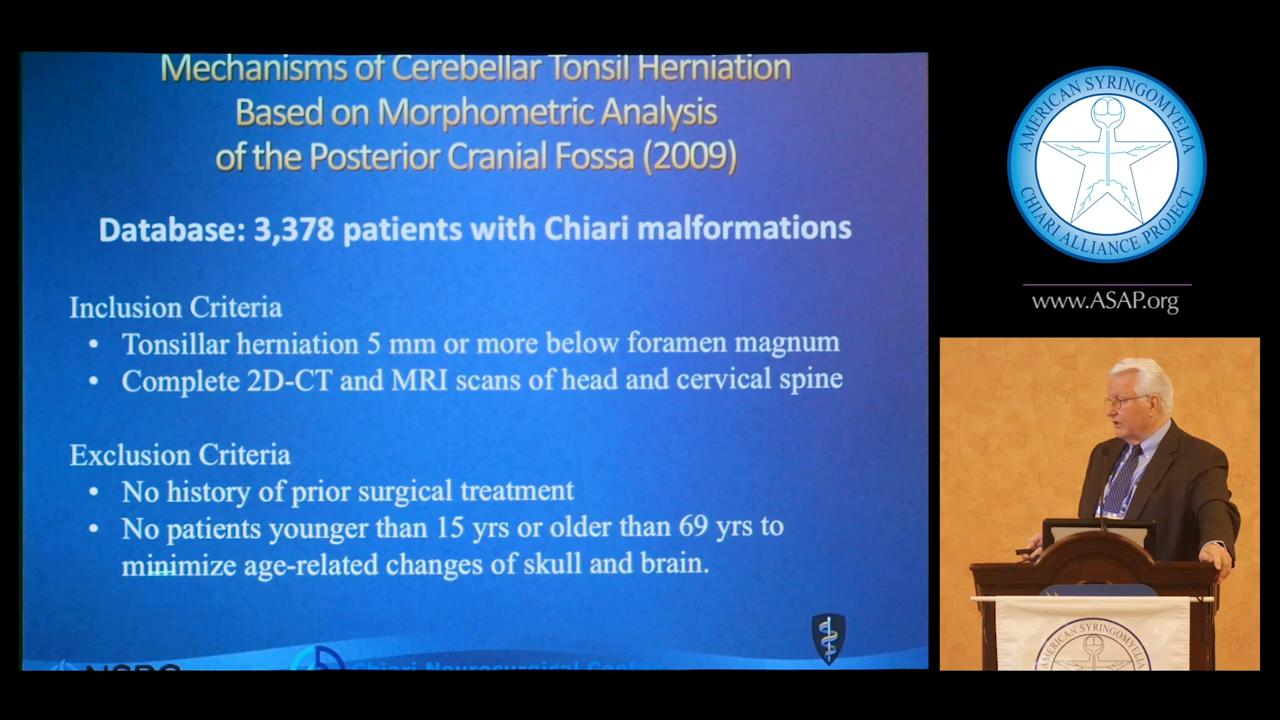 Mechanisms of Cerebellar Tonsil Herniation
Based on Morphometric Analysis
of the Posterior Cranial Fossa (2009)
Database: 3,378 patients with Chiari malformations
Inclusion Criteria
• Tonsillar herniation 5 mm or more below foramen magnum
• Complete 2D-CT and MRI scans of head and cervical spine
Exclusion Criteria
• No history of prior surgical treatment
• No patients younger than 15 yrs or older than 69 yrs to
minimize age-related changes of skull and brain.
Chiari Neurosurgical
AMERICAN SYRINGOMYELIA
CHIARI ALLIANCE PROJECT
www.ASAP.org
AMERICAN SYRINGOMYELIA